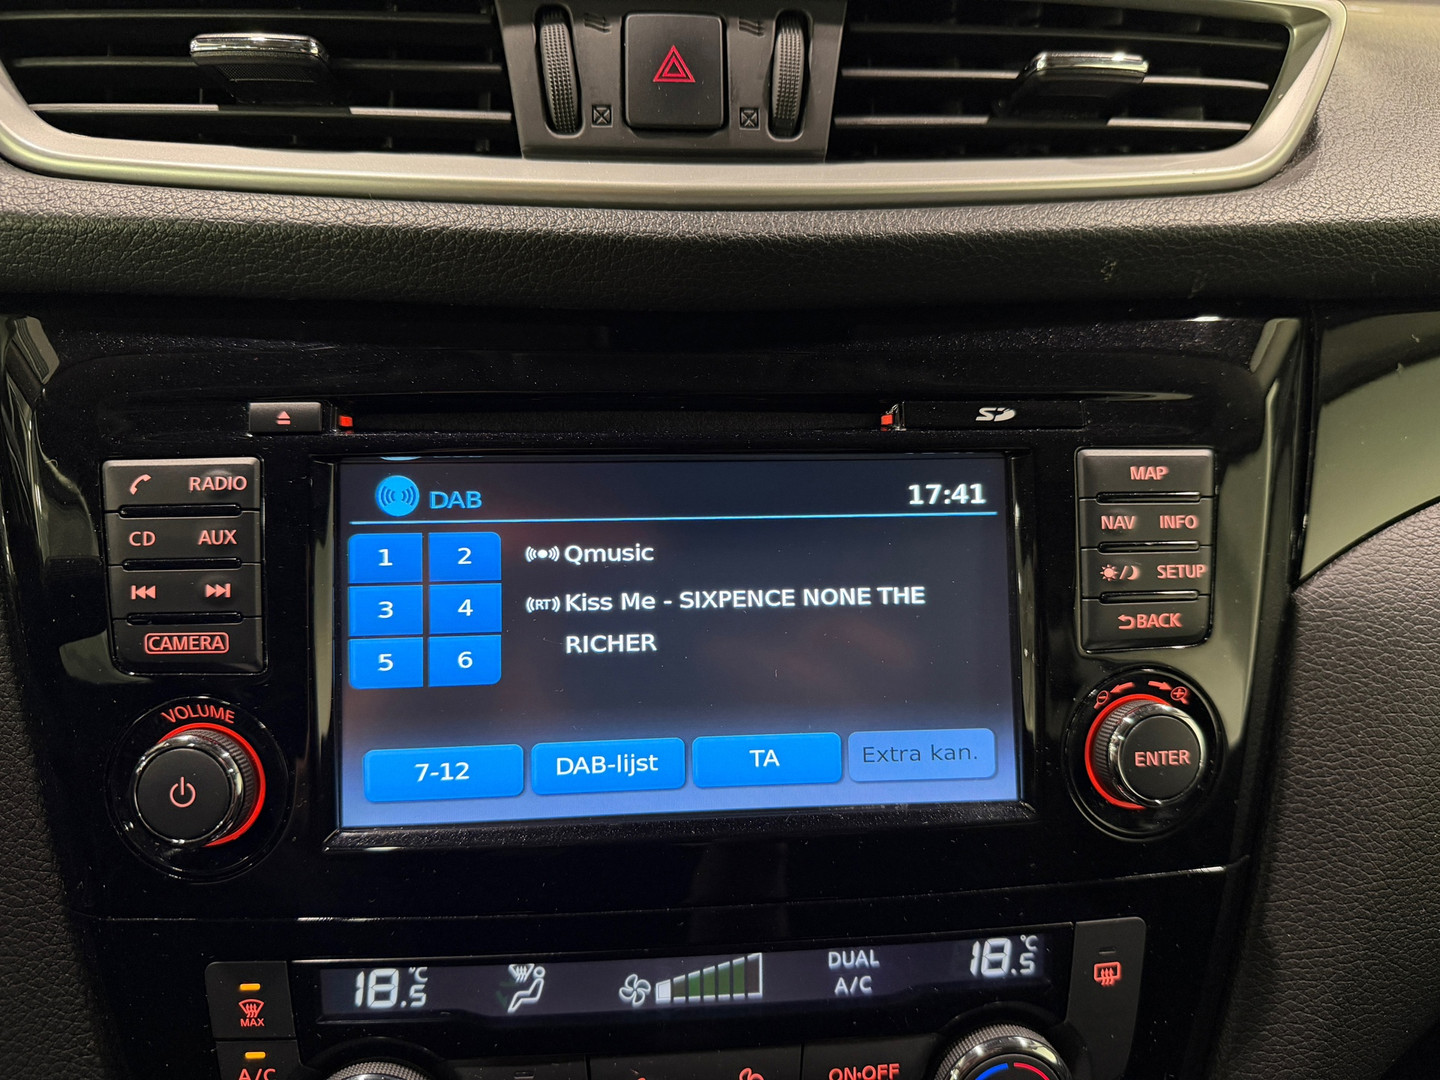 SD
RADIO
CD AUX
CAMERA
VOLUME
DAB
17:41
1 2
3 4
5 6
Qmusic
(RT) Kiss Me - SIXPENCE NONE THE
RICHER
7-12 DAB-lijst TA Extra kan.
MAP
NAV INFO
SETUP
BACK
ENTER
MAX
A/C
18.5 °C
DUAL
A/C
18.5 °C
ON·OFF